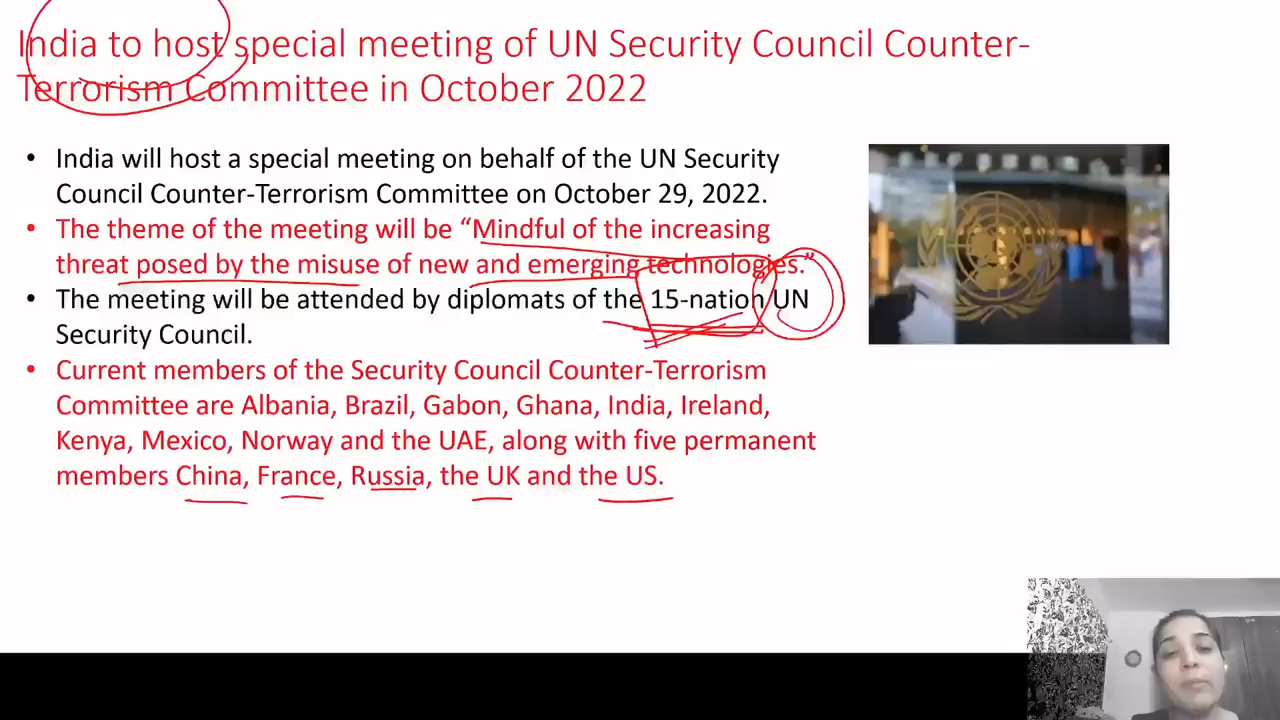 India to host special meeting of UN Security Council Counter-
Terrorism Committee in October 2022
• India will host a special meeting on behalf of the UN Security
Council Counter-Terrorism Committee on October 29, 2022.
• The theme of the meeting will be “Mindful of the increasing
threat posed by the misuse of new and emerging technologies.”
• The meeting will be attended by diplomats of the 15-nation UN
Security Council.
• Current members of the Security Council Counter-Terrorism
Committee are Albania, Brazil, Gabon, Ghana, India, Ireland,
Kenya, Mexico, Norway and the UAE, along with five permanent
members China, France, Russia, the UK and the US.